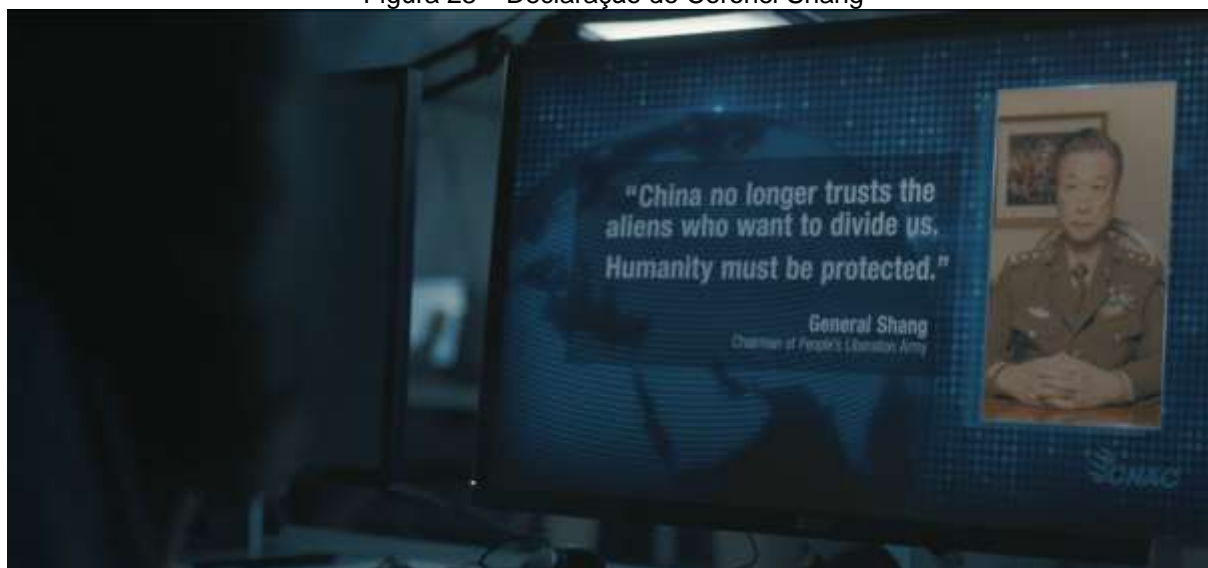 Figura 28 – Declaração do Coronel Shang
"China no longer trusts the
aliens who want to divide us.
Humanity must be protected."
General Shang
Chairman of People's Liberation Army
CNAC